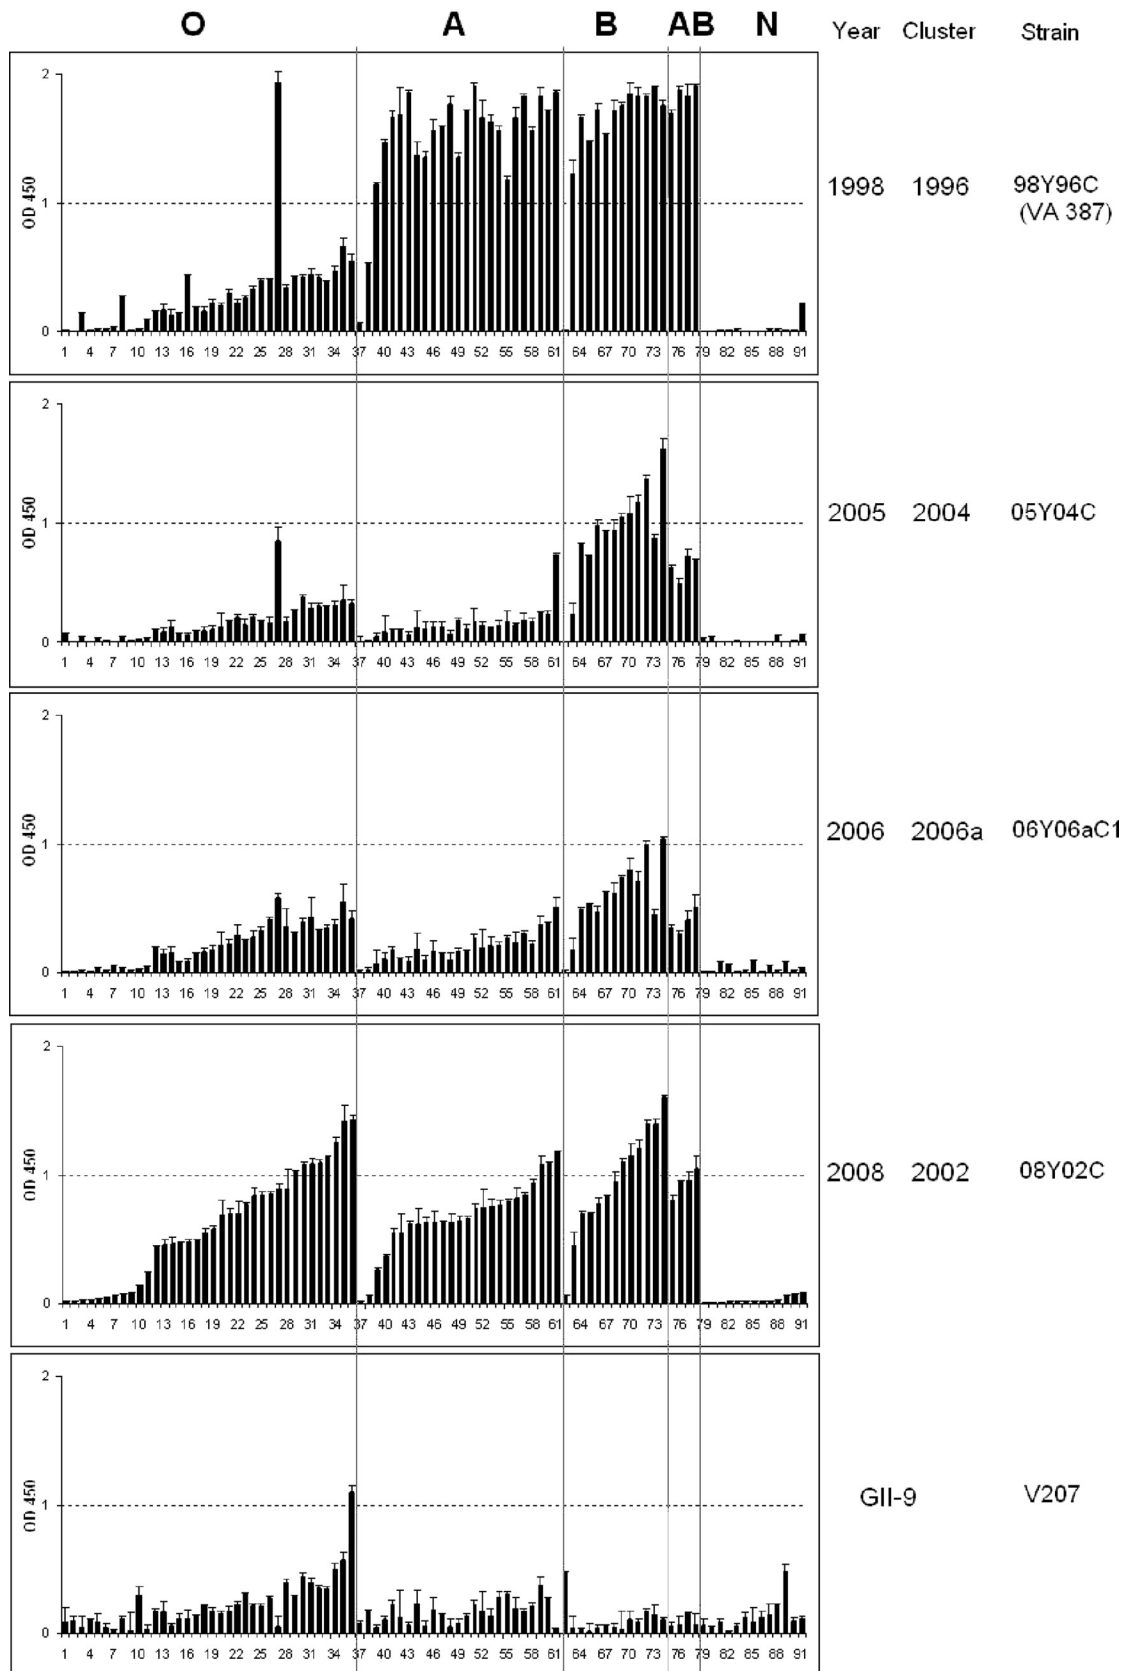 O A B AB N Year Cluster Strain
2
OD 450
1
0
1 4 7 10 13 16 19 22 25 28 31 34 37 40 43 46 49 52 55 58 61 64 67 70 73 76 79 82 85 88 91
1998 1996 98Y96C
(VA 387)
2
OD 450
1
0
1 4 7 10 13 16 19 22 25 28 31 34 37 40 43 46 49 52 55 58 61 64 67 70 73 76 79 82 85 88 91
2005 2004 05Y04C
2
OD 450
1
0
1 4 7 10 13 16 19 22 25 28 31 34 37 40 43 46 49 52 55 58 61 64 67 70 73 76 79 82 85 88 91
2006 2006a 06Y06aC1
2
OD 450
1
0
1 4 7 10 13 16 19 22 25 28 31 34 37 40 43 46 49 52 55 58 61 64 67 70 73 76 79 82 85 88 91
2008 2002 08Y02C
2
OD 450
1
0
1 4 7 10 13 16 19 22 25 28 31 34 37 40 43 46 49 52 55 58 61 64 67 70 73 76 79 82 85 88 91
GII-9 V207